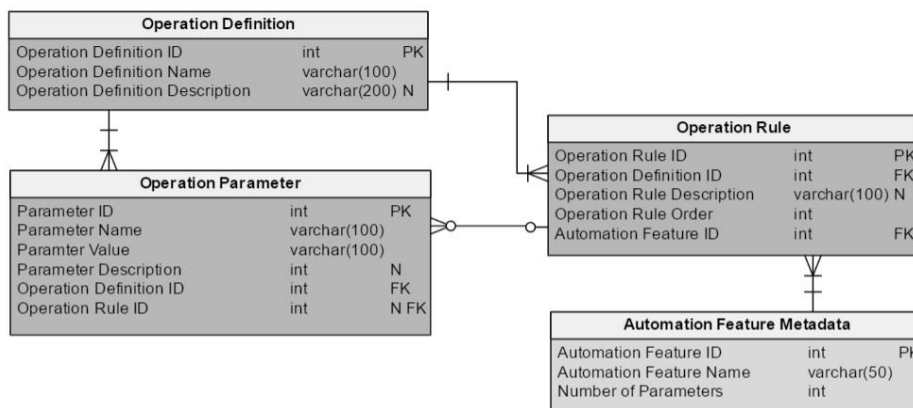 Operation Definition
Operation Definition ID int PK
Operation Definition Name varchar(100)
Operation Definition Description varchar(200) N
Operation Parameter
Parameter ID int PK
Parameter Name varchar(100)
Paramter Value varchar(100)
Parameter Description int N
Operation Definition ID int FK
Operation Rule ID int N FK
Operation Rule
Operation Rule ID int PK
Operation Definition ID int FK
Operation Rule Description varchar(100) N
Operation Rule Order int
Automation Feature ID int FK
Automation Feature Metadata
Automation Feature ID int PK
Automation Feature Name varchar(50)
Number of Parameters int